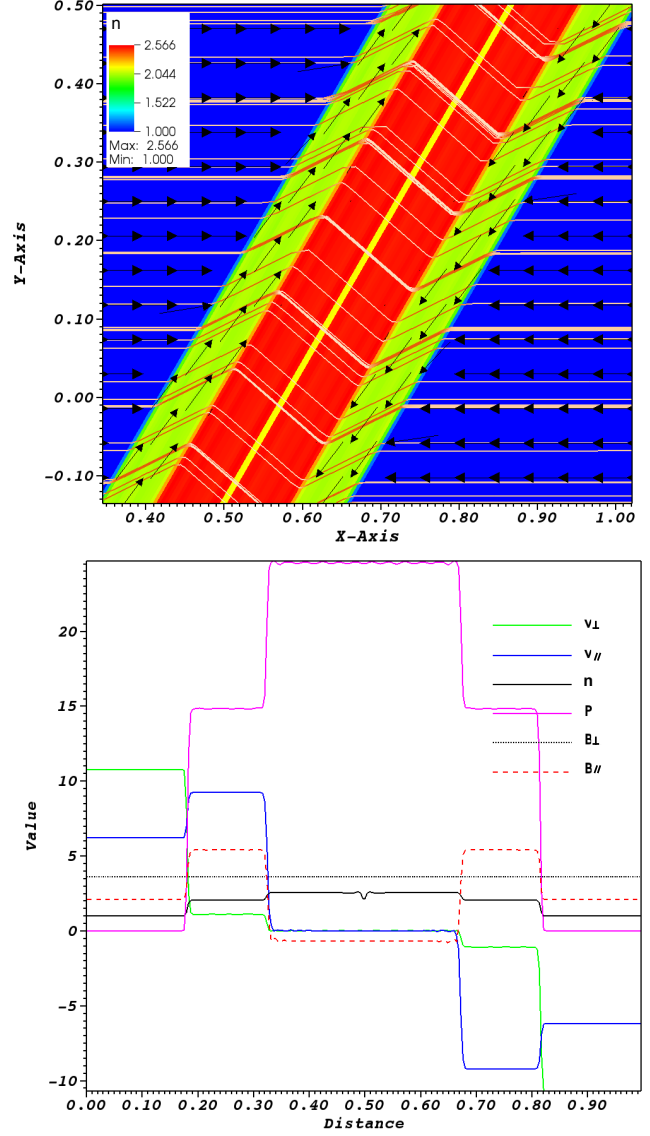 n
2.566
2.044
1.522
1.000
Max: 2.566
Min: 1.000
0.50
0.40
0.30
0.20
0.10
0.00
−0.10
Y-Axis
0.40 0.50 0.60 0.70 0.80 0.90 1.00
X-Axis
20
15
10
5
0
−5
−10
Value
v⊥
v//
n
P
B⊥
B//
0.00 0.10 0.20 0.30 0.40 0.50 0.60 0.70 0.80 0.90
Distance